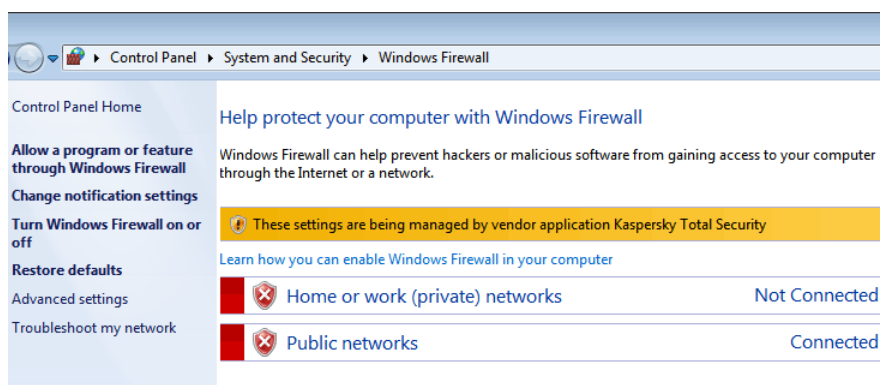 Control Panel ▸ System and Security ▸ Windows Firewall
Control Panel Home
Allow a program or feature
through Windows Firewall
Change notification settings
Turn Windows Firewall on or
off
Restore defaults
Advanced settings
Troubleshoot my network
Help protect your computer with Windows Firewall
Windows Firewall can help prevent hackers or malicious software from gaining access to your computer
through the Internet or a network.
These settings are being managed by vendor application Kaspersky Total Security
Learn how you can enable Windows Firewall in your computer
Home or work (private) networks Not Connected
Public networks Connected